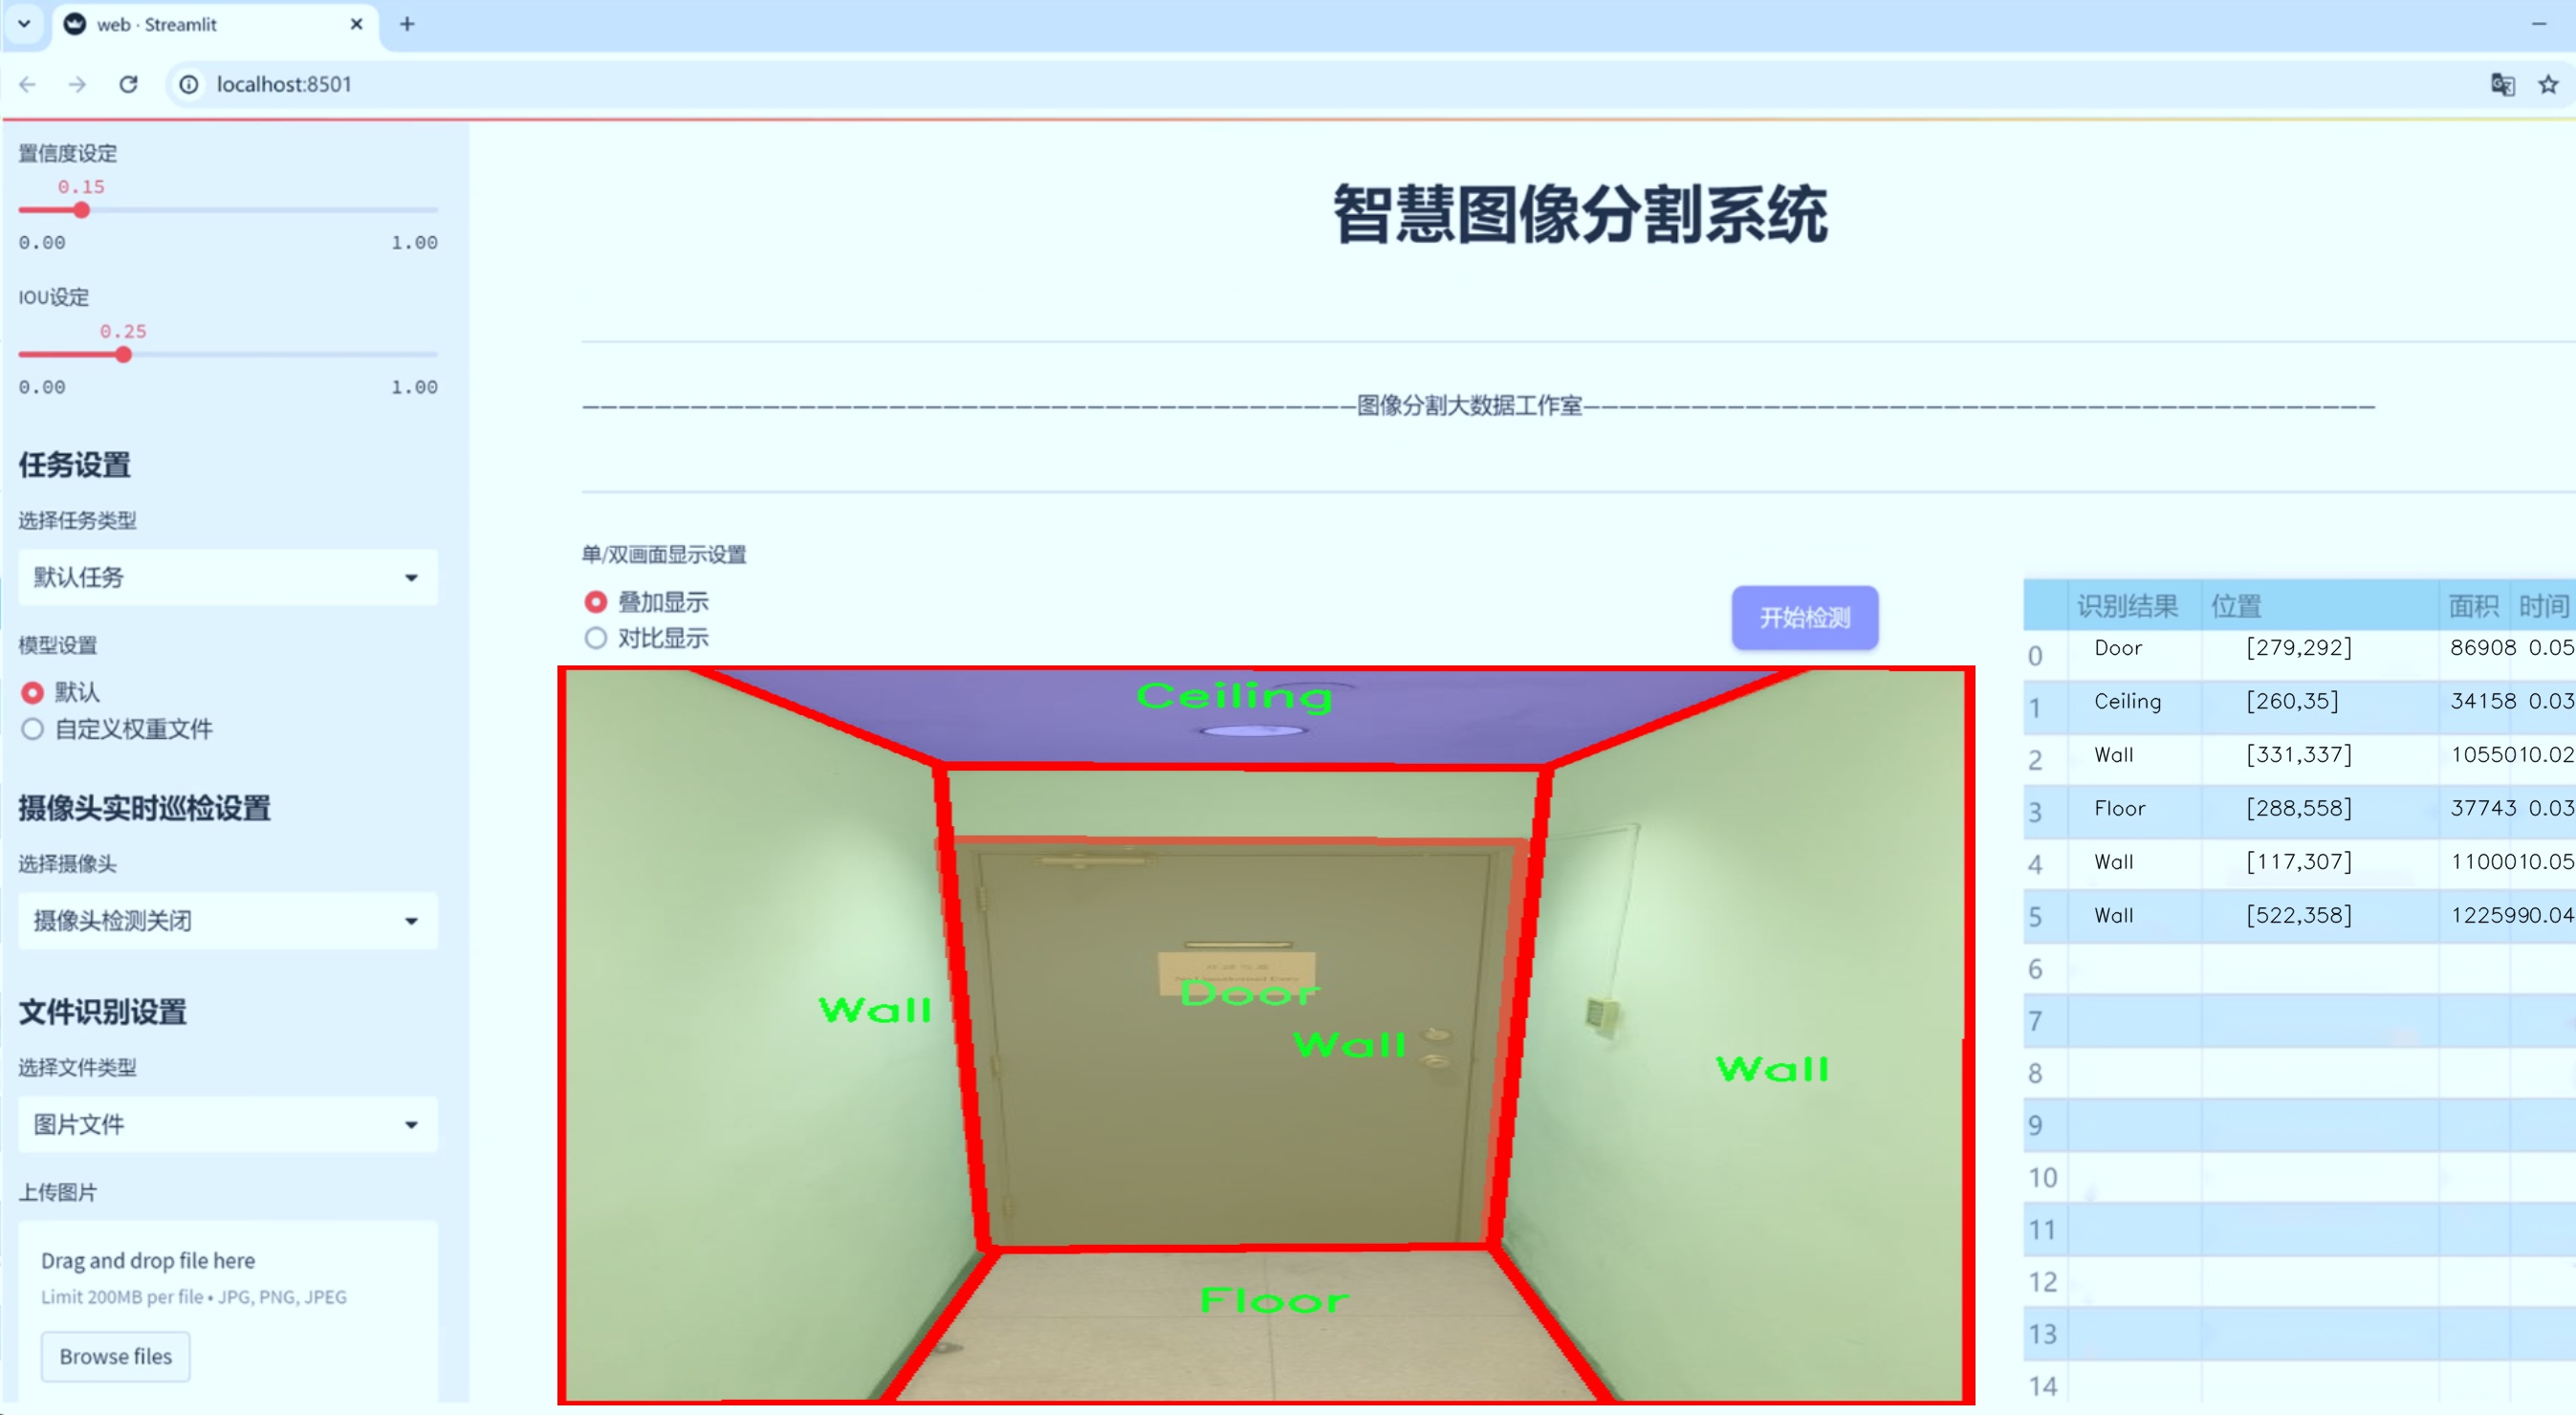 web · Streamlit
localhost:8501
置信度设定
0.15
0.00 1.00
IOU设定
0.25
0.00 1.00
任务设置
选择任务类型
默认任务
模型设置
默认
自定义权重文件
摄像头实时巡检设置
选择摄像头
摄像头检测关闭
文件识别设置
选择文件类型
图片文件
上传图片
Drag and drop file here
Limit 200MB per file • JPG, PNG, JPEG
Browse files
智慧图像分割系统
图像分割大数据工作室
单/双画面显示设置
叠加显示
对比显示
开始检测
Ceiling
Door
Wall
Wall
Wall
Floor
识别结果 位置 面积 时间
0 Door [279,292] 86908 0.05
1 Ceiling [260,35] 34158 0.03
2 Wall [331,337] 1055010.02
3 Floor [288,558] 37743 0.03
4 Wall [117,307] 1100010.05
5 Wall [522,358] 1225990.04
6
7
8
9
10
11
12
13
14